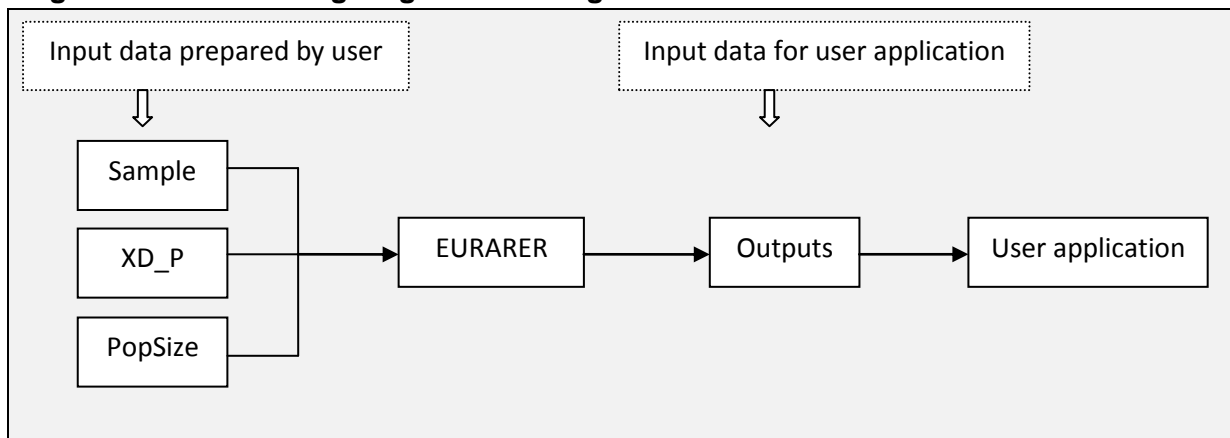 Input data prepared by user
Input data for user application
Sample
XD_P
EURARER
Outputs
User application
PopSize